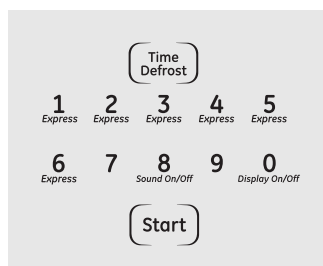 Time
Defrost
1 2 3 4 5
Express Express Express Express Express
6 7 8 9 0
Express Sound On/Off Display On/Off
Start